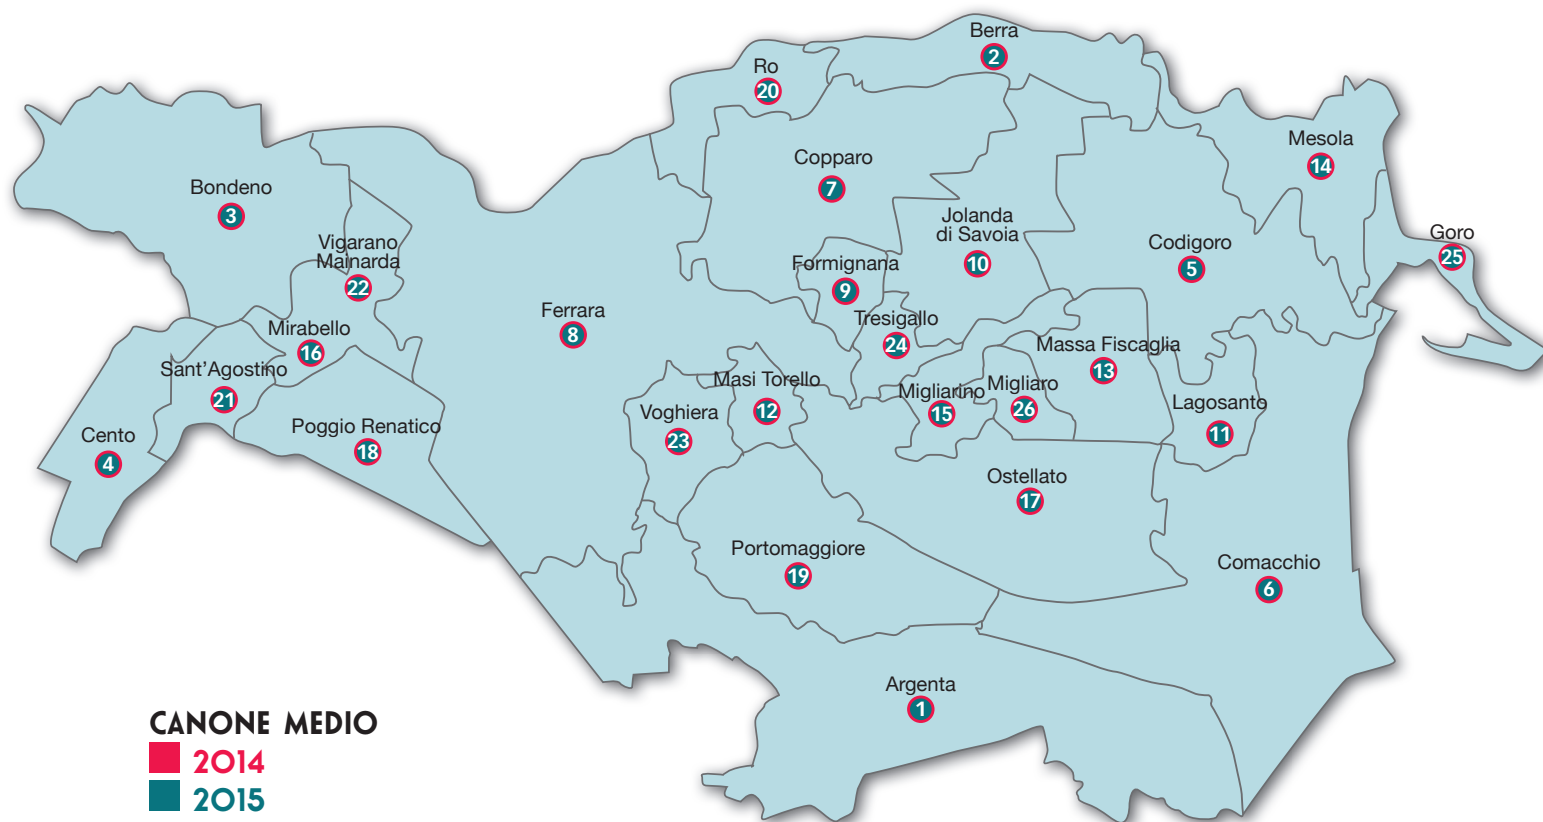 Berra
2
Ro
20
Mesola
14
Copparo
7
Bondeno
3
Jolanda
di Savoia
10
Goro
25
Vigarano
Mainarda
22
Codigoro
5
Formignana
9
Ferrara
8
Tresigallo
24
Mirabello
16
Massa Fiscaglia
13
Sant'Agostino
21
Masi Torello
12
Migliarino
15
Migliaro
26
Voghiera
23
Lagosanto
11
Cento
4
Poggio Renatico
18
Ostellato
17
Portomaggiore
19
Comacchio
6
Argenta
1
CANONE MEDIO
2014
2015